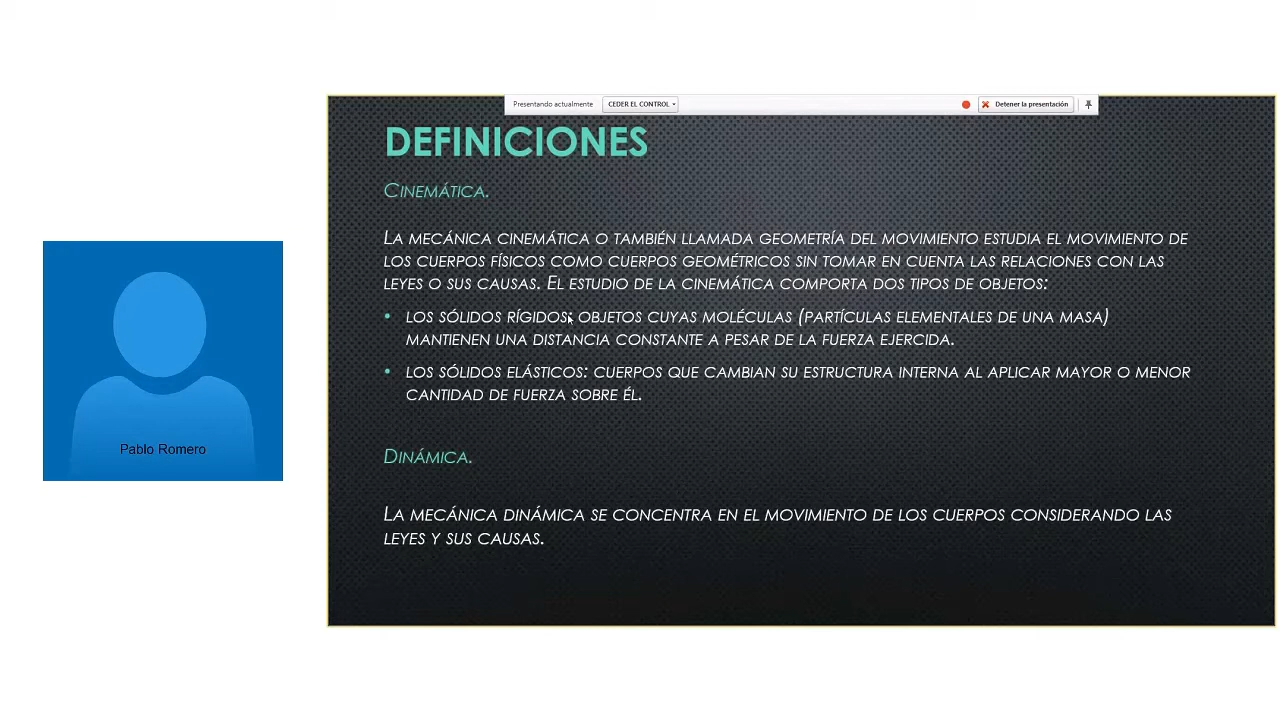 Presentando actualmente CEDER EL CONTROL Detener la presentación
DEFINICIONES
CINEMÁTICA.
LA MECÁNICA CINEMÁTICA O TAMBIÉN LLAMADA GEOMETRÍA DEL MOVIMIENTO ESTUDIA EL MOVIMIENTO DE
LOS CUERPOS FÍSICOS COMO CUERPOS GEOMÉTRICOS SIN TOMAR EN CUENTA LAS RELACIONES CON LAS
LEYES O SUS CAUSAS. EL ESTUDIO DE LA CINEMÁTICA COMPORTA DOS TIPOS DE OBJETOS:
• LOS SÓLIDOS RÍGIDOS: OBJETOS CUYAS MOLÉCULAS (PARTÍCULAS ELEMENTALES DE UNA MASA)
MANTIENEN UNA DISTANCIA CONSTANTE A PESAR DE LA FUERZA EJERCIDA.
• LOS SÓLIDOS ELÁSTICOS: CUERPOS QUE CAMBIAN SU ESTRUCTURA INTERNA AL APLICAR MAYOR O MENOR
CANTIDAD DE FUERZA SOBRE ÉL.
DINÁMICA.
LA MECÁNICA DINÁMICA SE CONCENTRA EN EL MOVIMIENTO DE LOS CUERPOS CONSIDERANDO LAS
LEYES Y SUS CAUSAS.
Pablo Romero